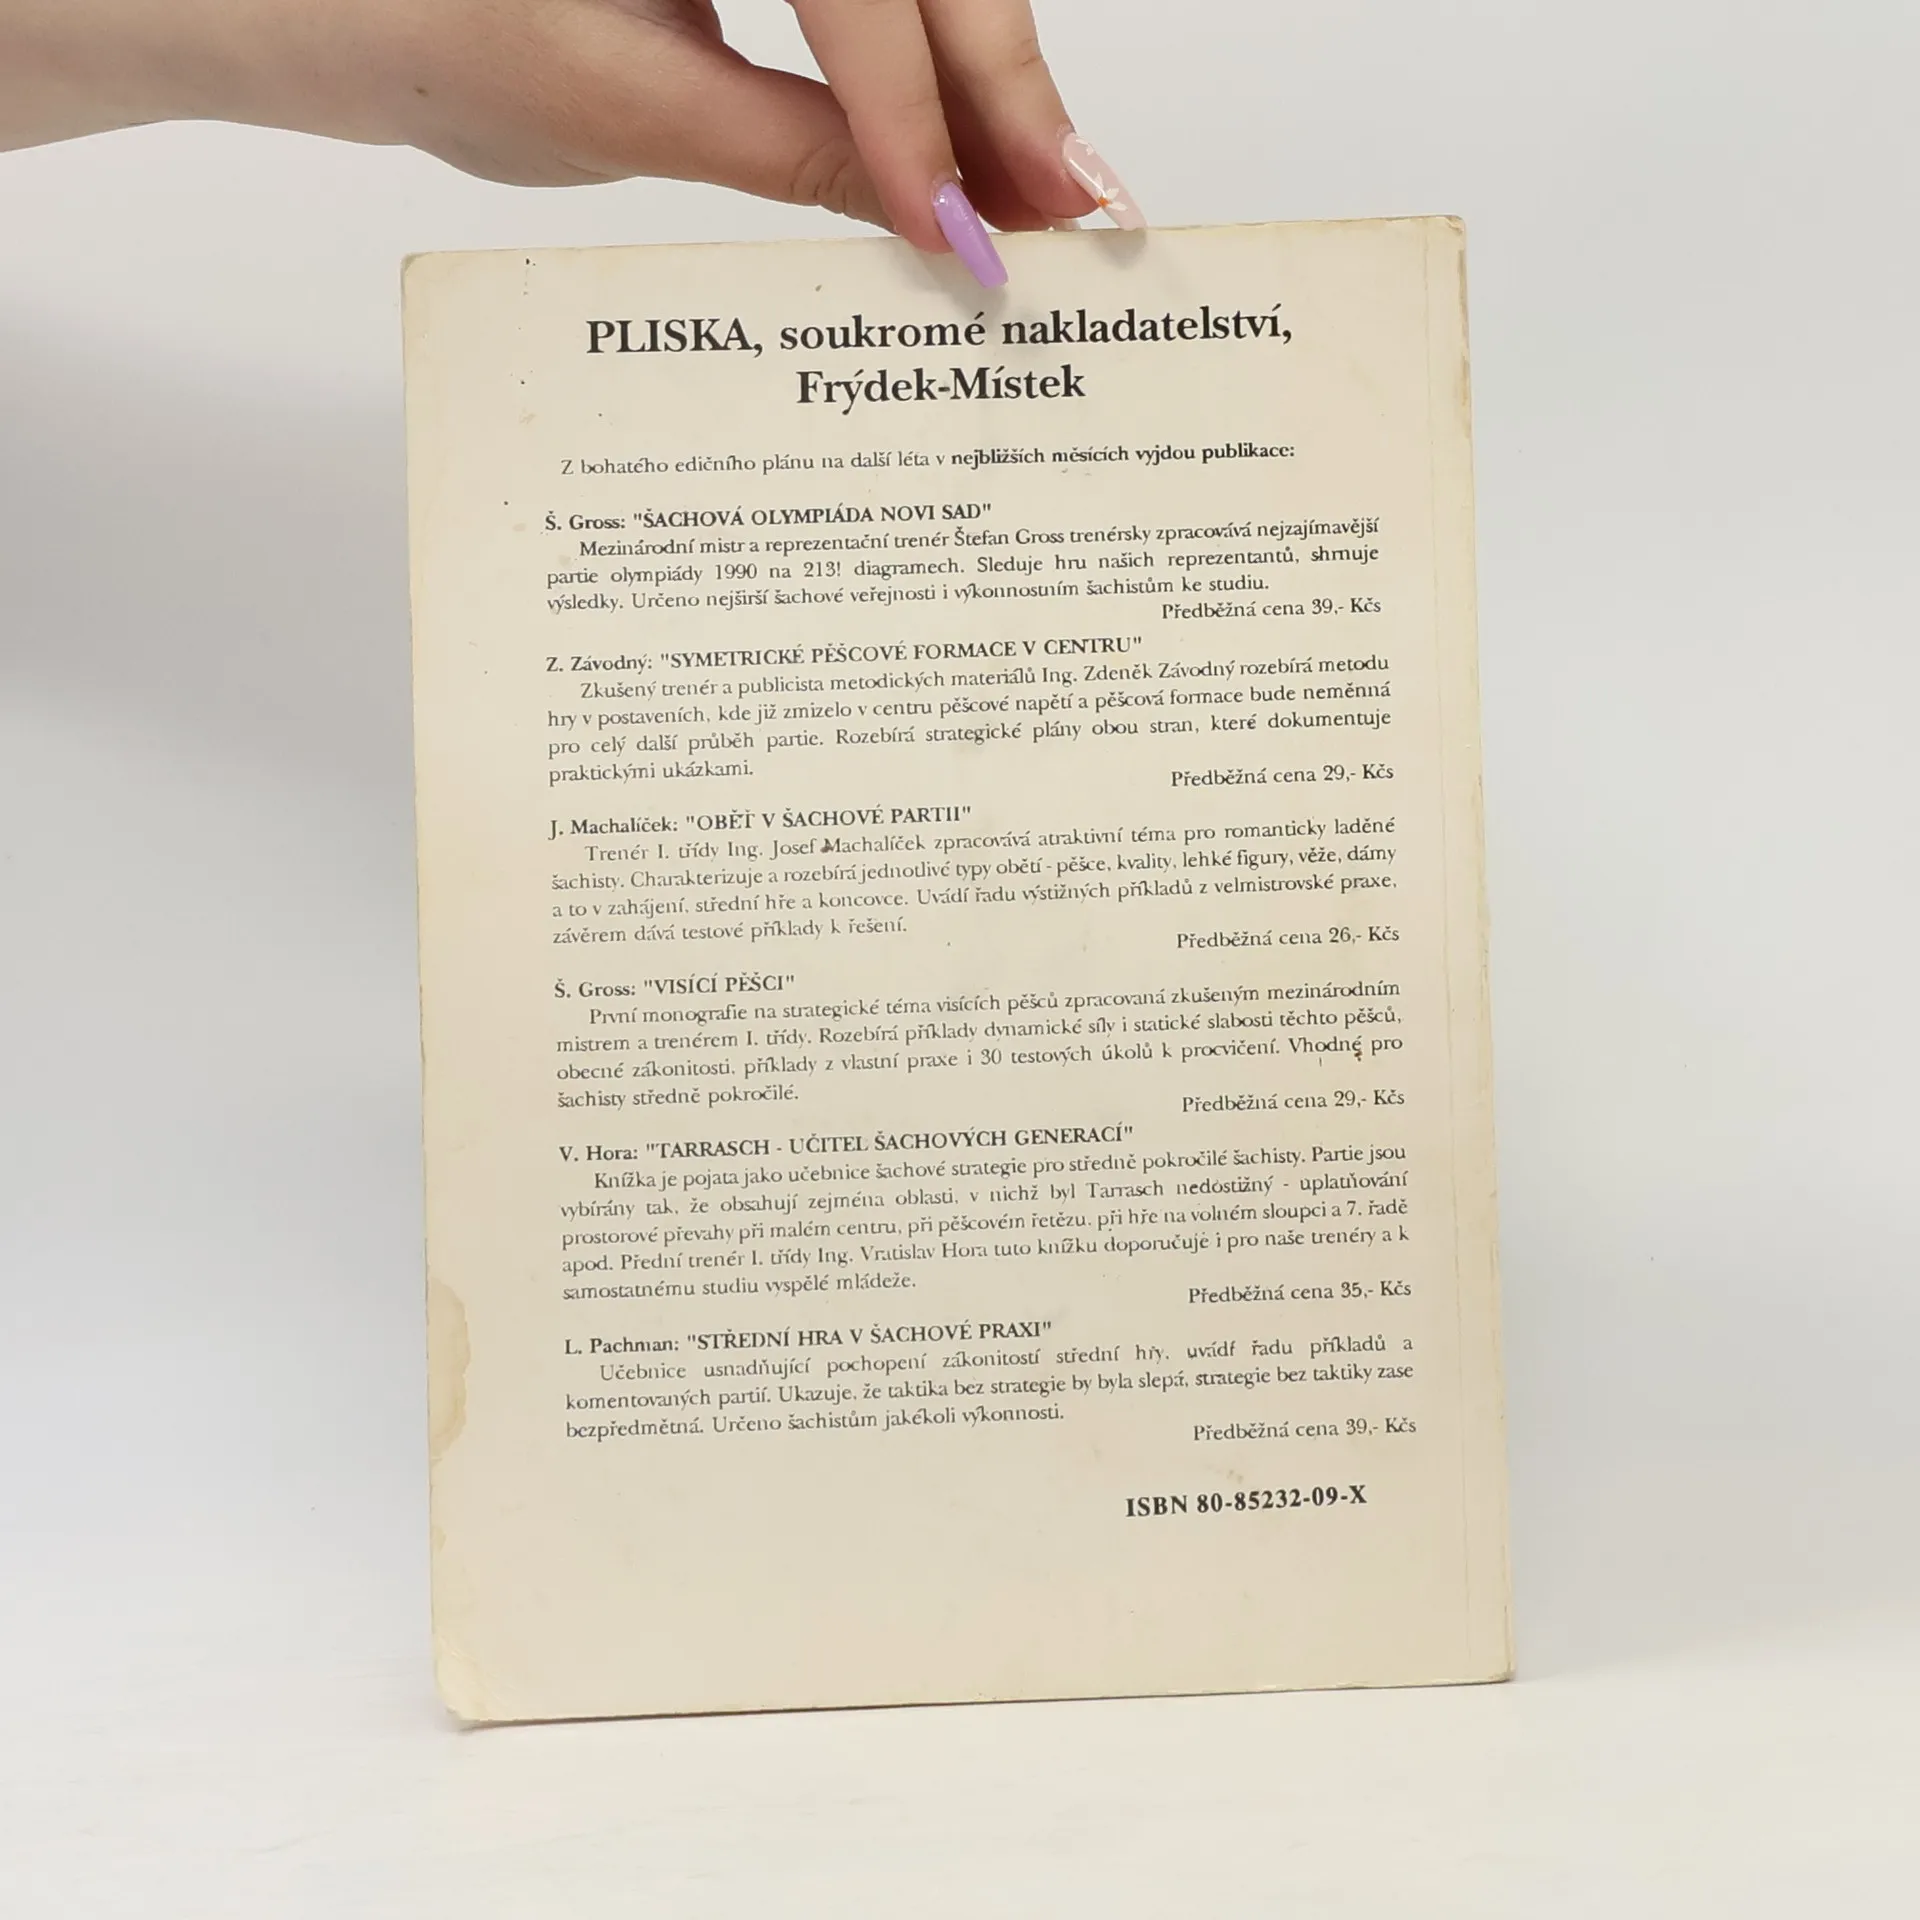 PLISKA, soukromé nakladatelství,
Frýdek-Místek
Z bohatého edičního plánu na další léta v nejbližších měsících vyjdou publikace:
Š. Gross: "ŠACHOVÁ OLYMPIÁDA NOVI SAD"
Mezinárodní mistr a reprezentační trenér Štefan Gross trenérsky zpracovává nejzajímavější
partie olympiády 1990 na 213! diagramech. Sleduje hru našich reprezentantů, shrnuje
výsledky. Určeno nejširší šachové veřejnosti i výkonnostním šachistům ke studiu.
Předběžná cena 39,- Kčs
Z. Závodný: "SYMETRICKÉ PĚŠCOVÉ FORMACE V CENTRU"
Zkušený trenér a publicista metodických materiálů Ing. Zdeněk Závodný rozebírá metodu
hry v postaveních, kde již zmizelo v centru pěšcové napětí a pěšcová formace bude neměnná
pro celý další průběh partie. Rozebírá strategické plány obou stran, které dokumentuje
praktickými ukázkami.
Předběžná cena 29,- Kčs
J. Machalíček: "OBĚŤ V ŠACHOVÉ PARTII"
Trenér I. třídy Ing. Josef Machalíček zpracovává atraktivní téma pro romanticky laděné
šachisty. Charakterizuje a rozebírá jednotlivé typy obětí - pěšce, kvality, lehké figury, věže, dámy
a to v zahájení, střední hře a koncovce. Uvádí řadu výstižných příkladů z velmistrovské praxe,
závěrem dává testové příklady k řešení.
Předběžná cena 26,- Kčs
Š. Gross: "VISÍCÍ PĚŠCI"
První monografie na strategické téma visících pěšců zpracovaná zkušeným mezinárodním
mistrem a trenérem I. třídy. Rozebírá příklady dynamické síly i statické slabosti těchto pěšců,
obecné zákonitosti, příklady z vlastní praxe i 30 testových úkolů k procvičení. Vhodné pro
šachisty středně pokročilé.
Předběžná cena 29,- Kčs
V. Hora: "TARRASCH - UČITEL ŠACHOVÝCH GENERACÍ"
Knížka je pojata jako učebnice šachové strategie pro středně pokročilé šachisty. Partie jsou
vybírány tak, že obsahují zejména oblasti, v nichž byl Tarrasch nedostižný - uplatňování
prostorové převahy při malém centru, při pěšcovém řetězu, při hře na volném sloupci a 7. řadě
apod. Přední trenér I. třídy Ing. Vratislav Hora tuto knížku doporučuje i pro naše trenéry a k
samostatnému studiu vyspělé mládeže.
Předběžná cena 35,- Kčs
L. Pachman: "STŘEDNÍ HRA V ŠACHOVÉ PRAXI"
Učebnice usnadňující pochopení zákonitostí střední hry, uvádí řadu příkladů a
komentovaných partií. Ukazuje, že taktika bez strategie by byla slepá, strategie bez taktiky zase
bezpředmětná. Určeno šachistům jakékoli výkonnosti.
Předběžná cena 39,- Kčs
ISBN 80-85232-09-X